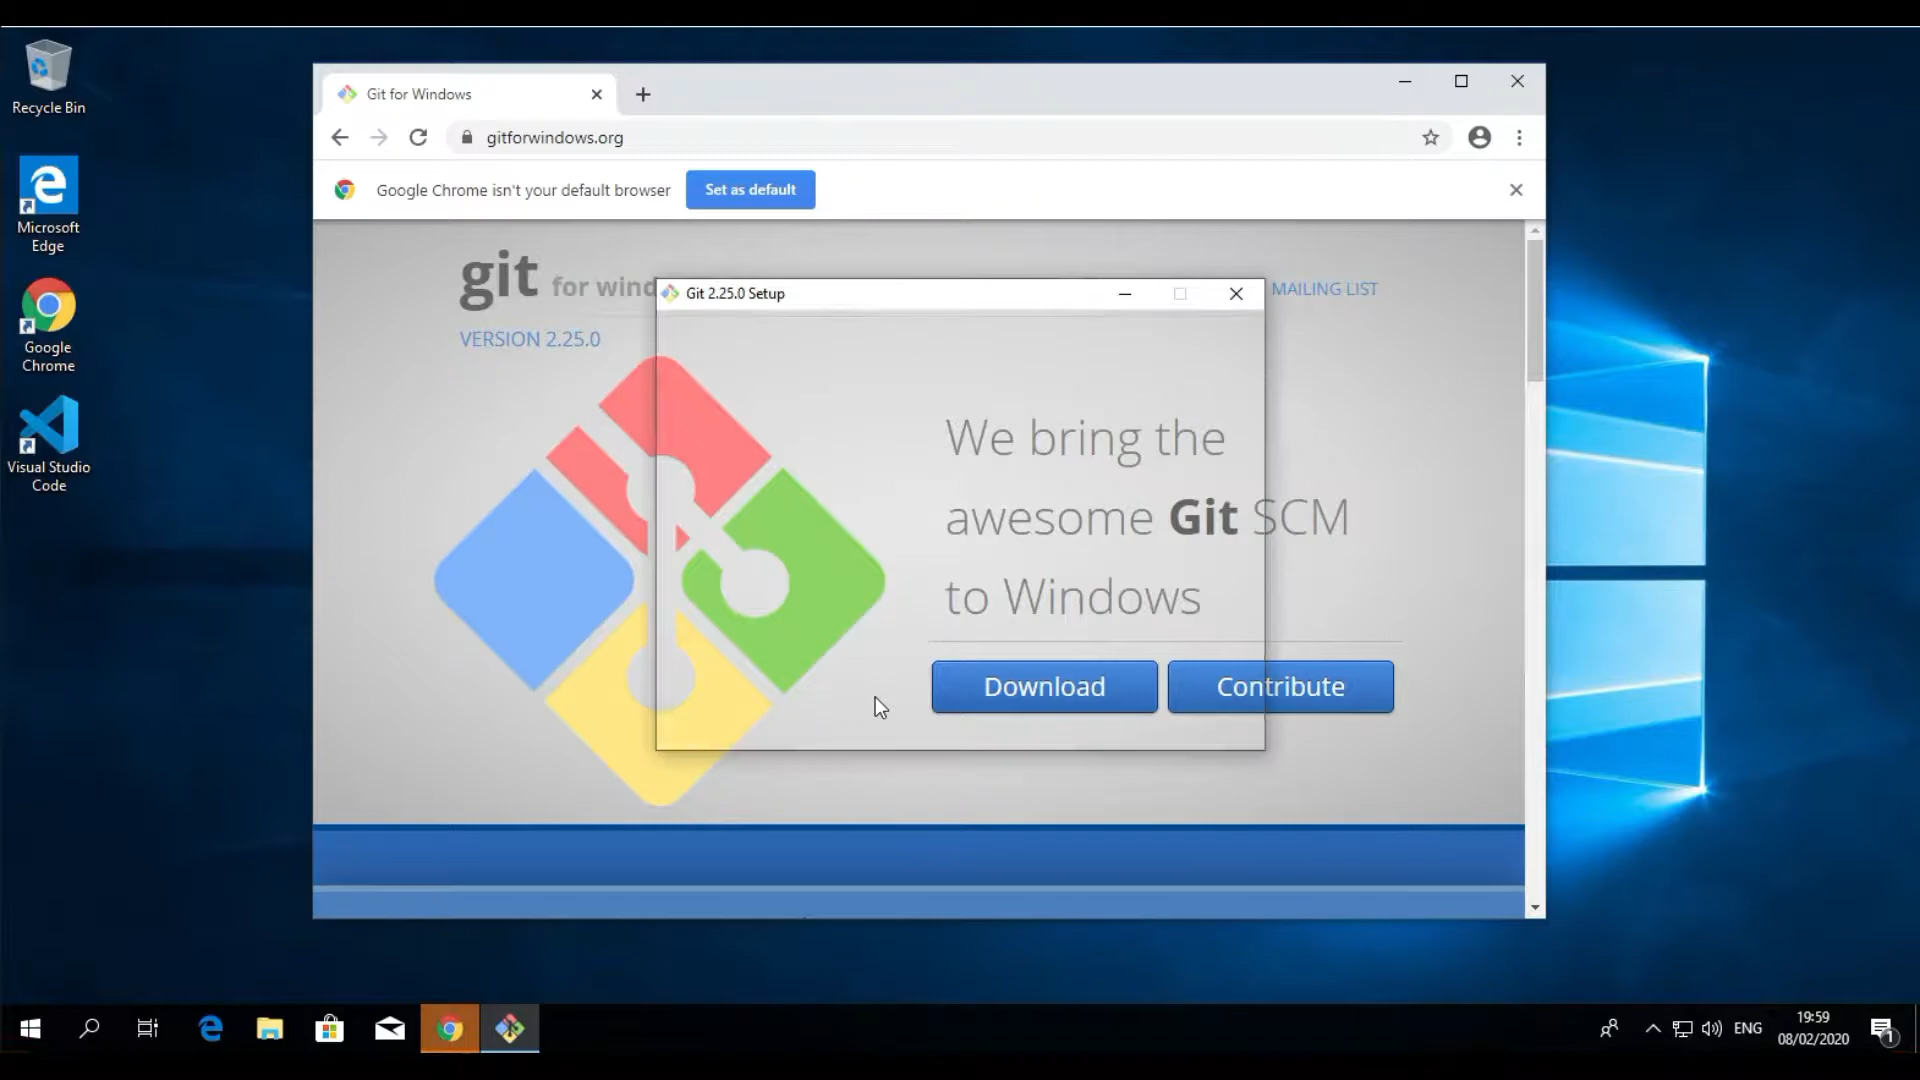 Recycle Bin
Microsoft
Edge
Google
Chrome
Visual Studio
Code
Git for Windows
gitforwindows.org
Google Chrome isn't your default browser
Set as default
git for wind
VERSION 2.25.0
MAILING LIST
Git 2.25.0 Setup
We bring the
awesome Git SCM
to Windows
Download
Contribute
ENG
19:59
08/02/2020
1